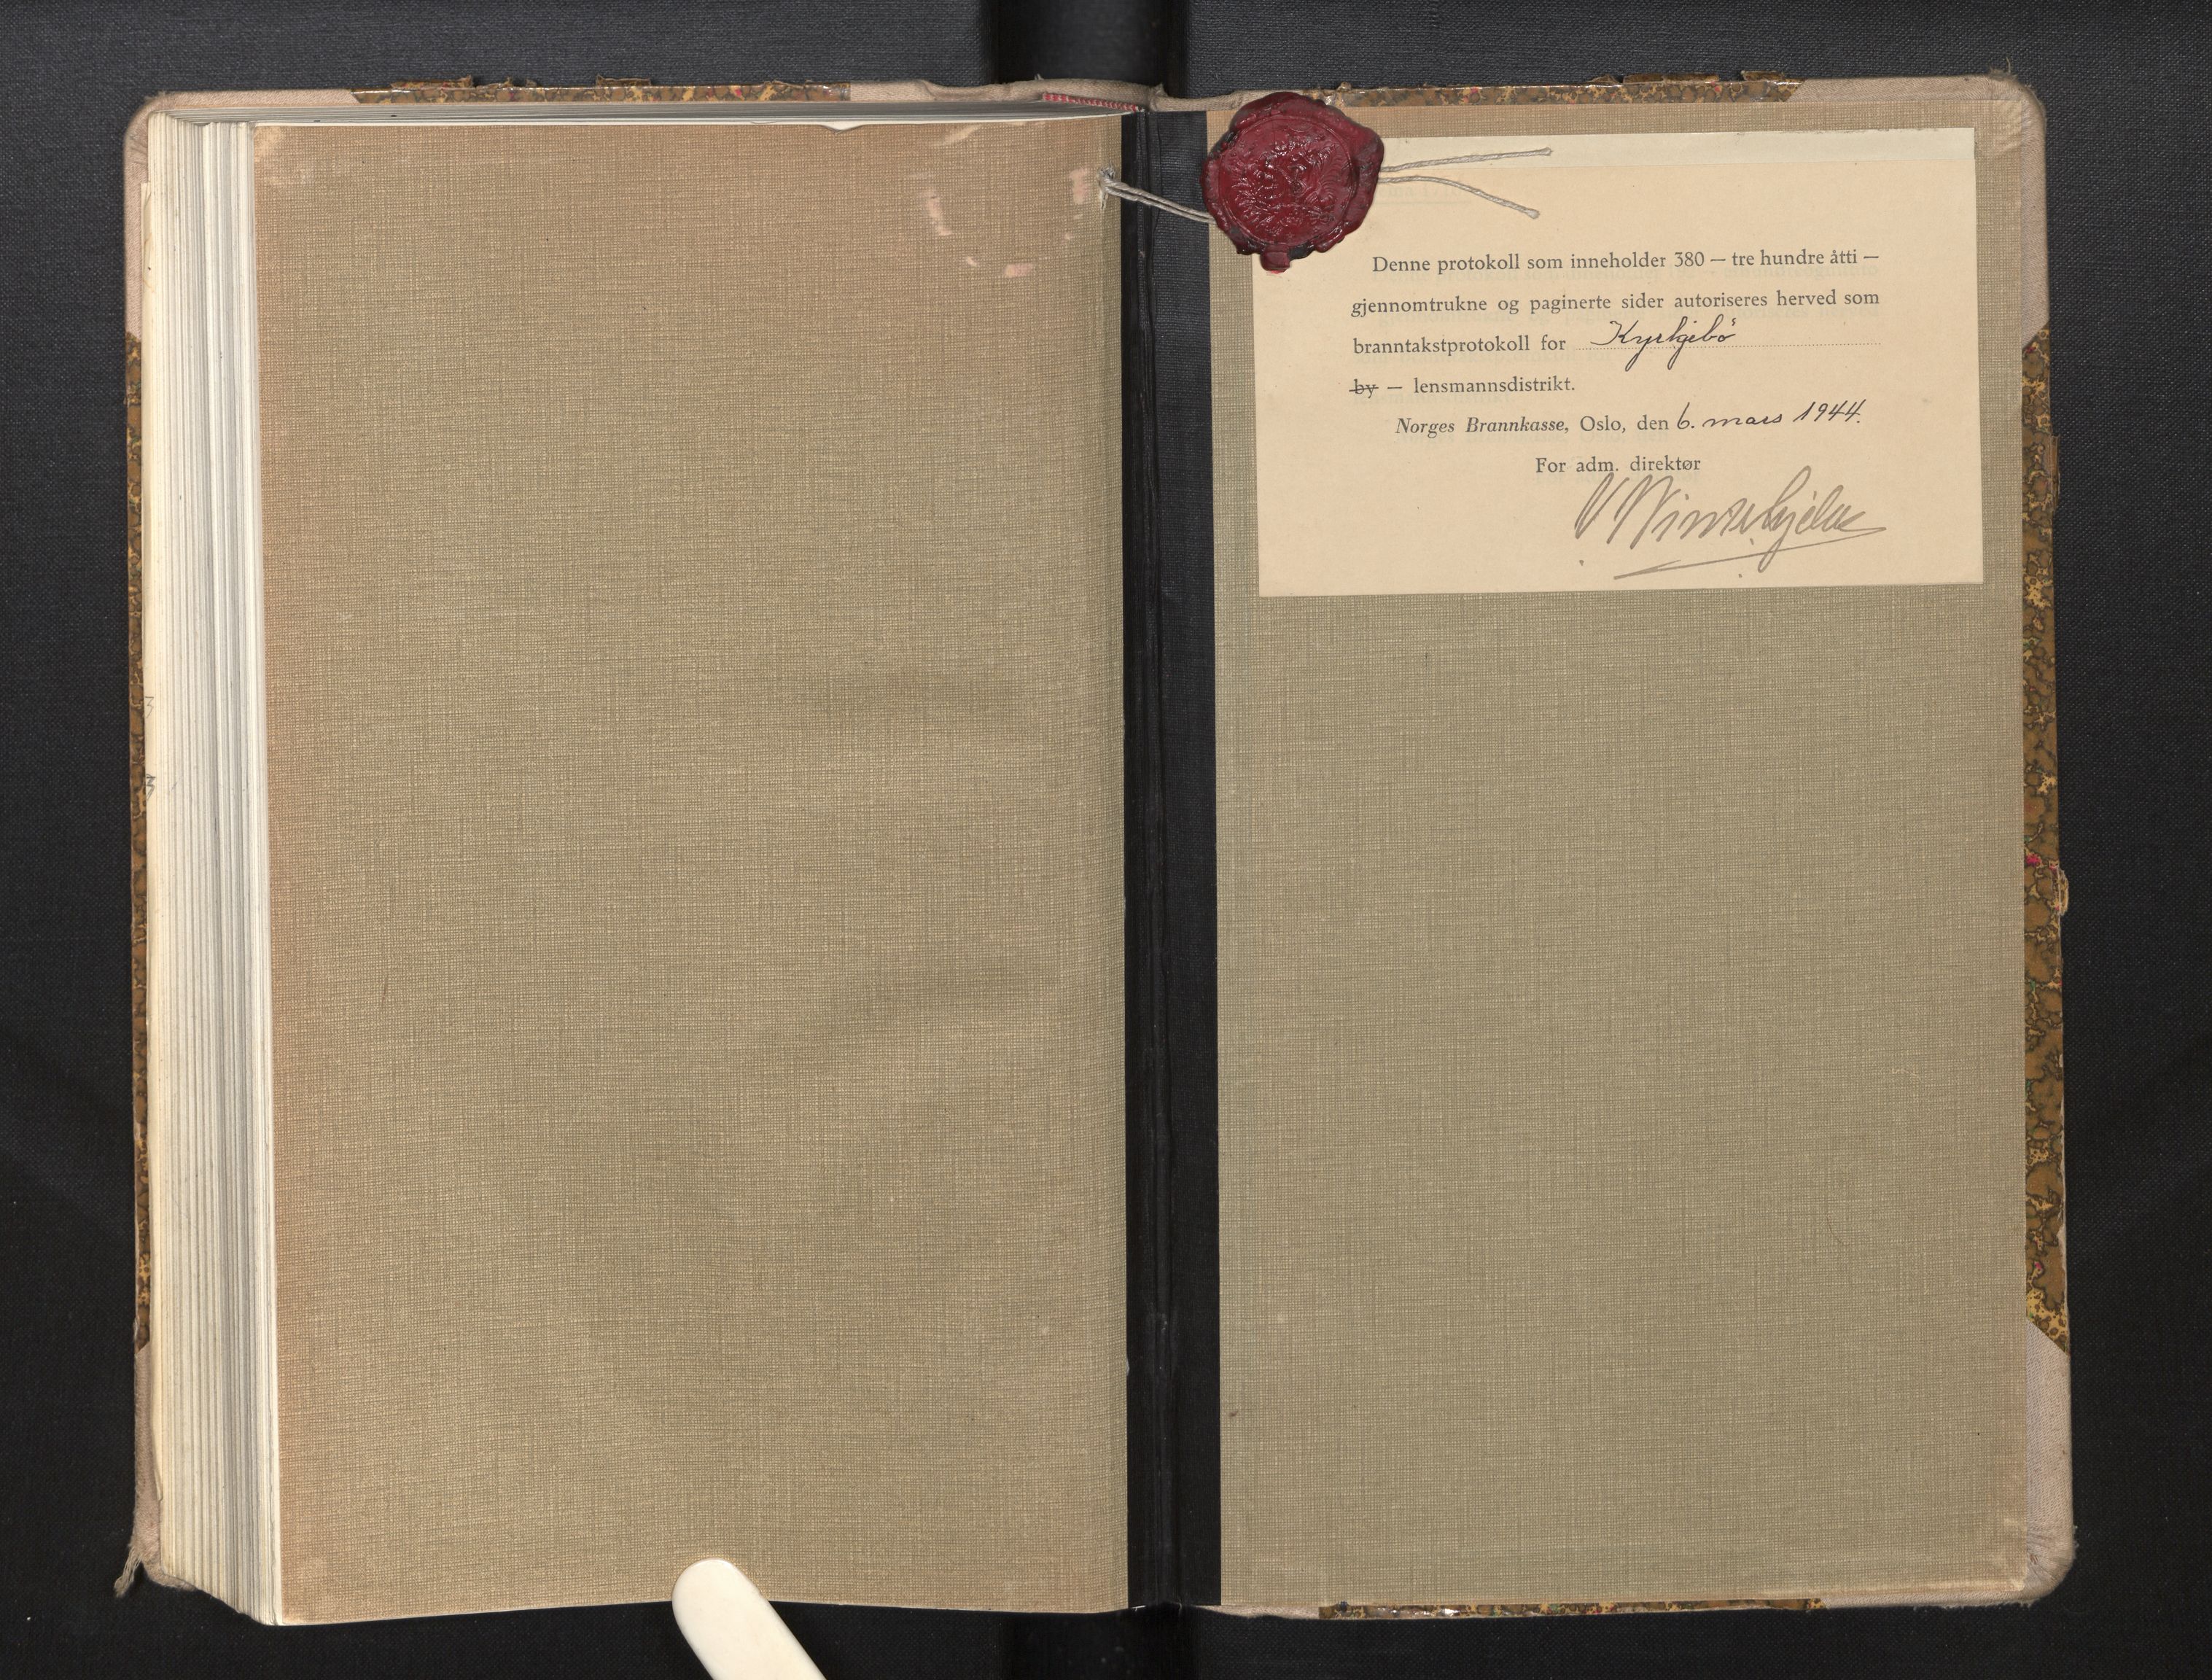 Denne protokoll som inneholder 380 — tre hundre åtti —
gjennomtrukne og paginerte sider autoriseres herved som
branntakstprotokoll for Kyrkjebö
by — lensmannsdistrikt.
Norges Brannkasse, Oslo, den 6. mars 1944.
For adm. direktør